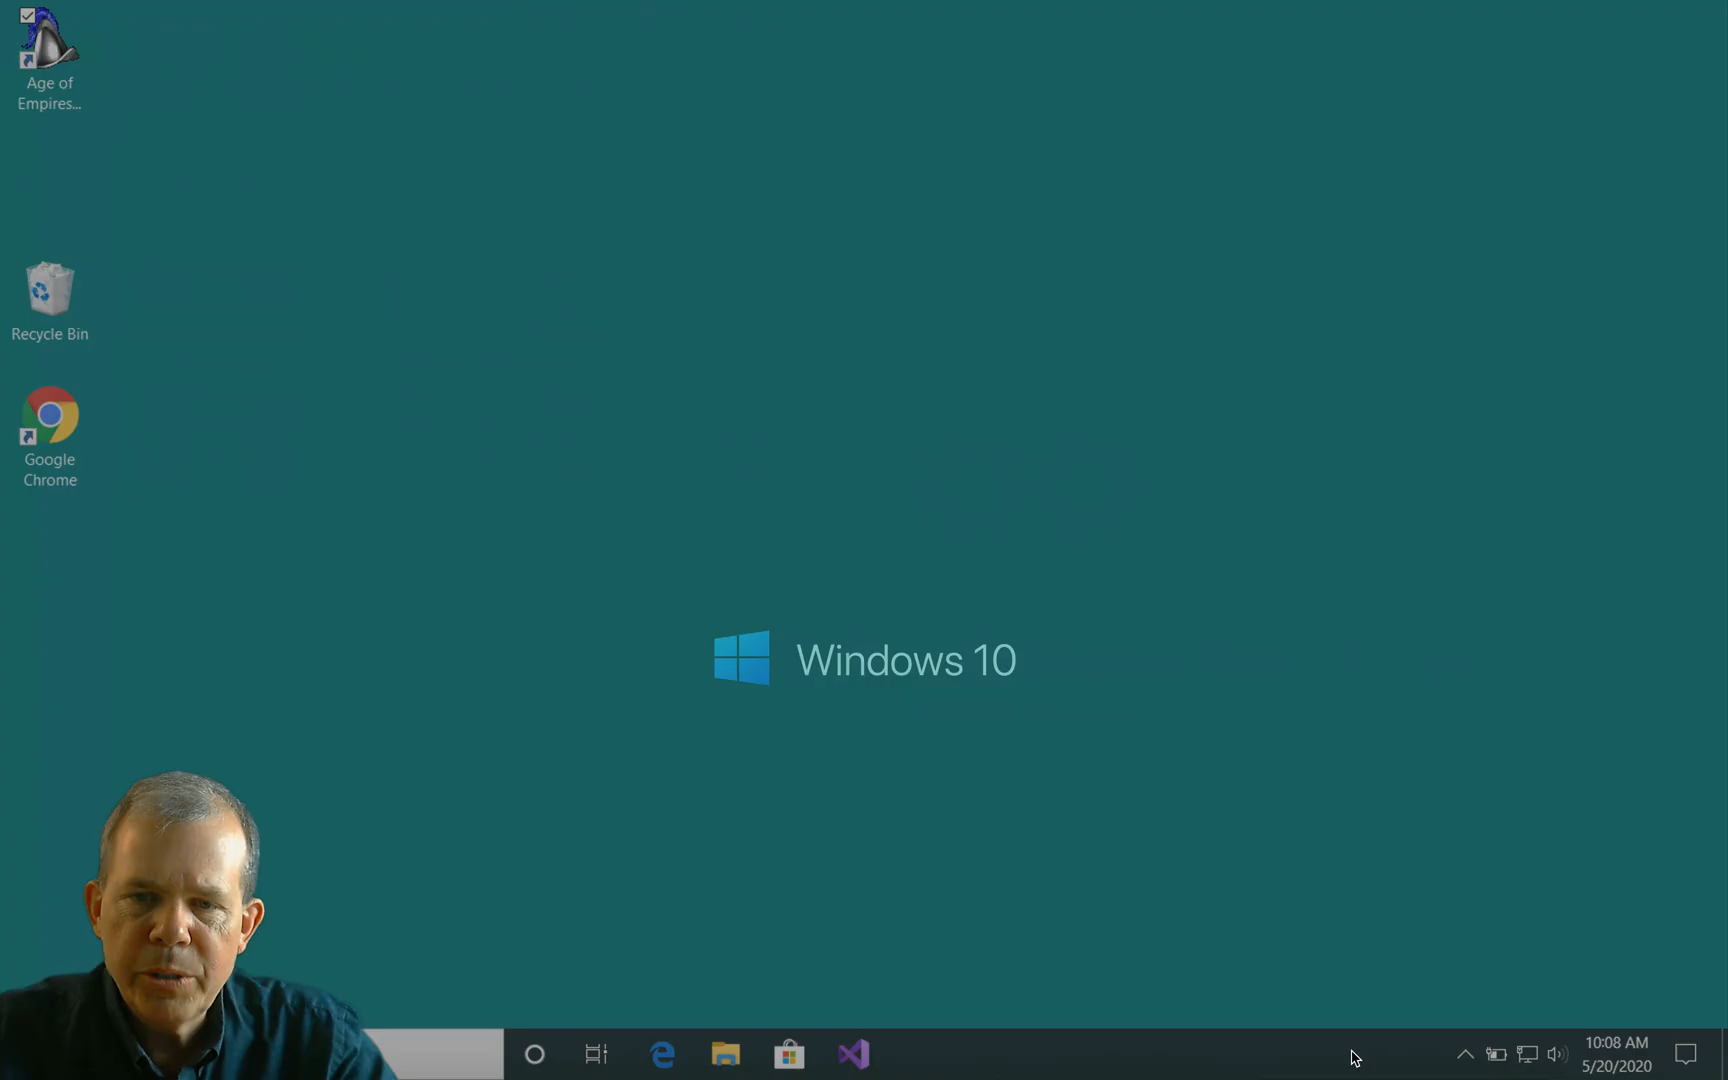 Age of
Empires...
Recycle Bin
Google
Chrome
Windows 10
10:08 AM
5/20/2020